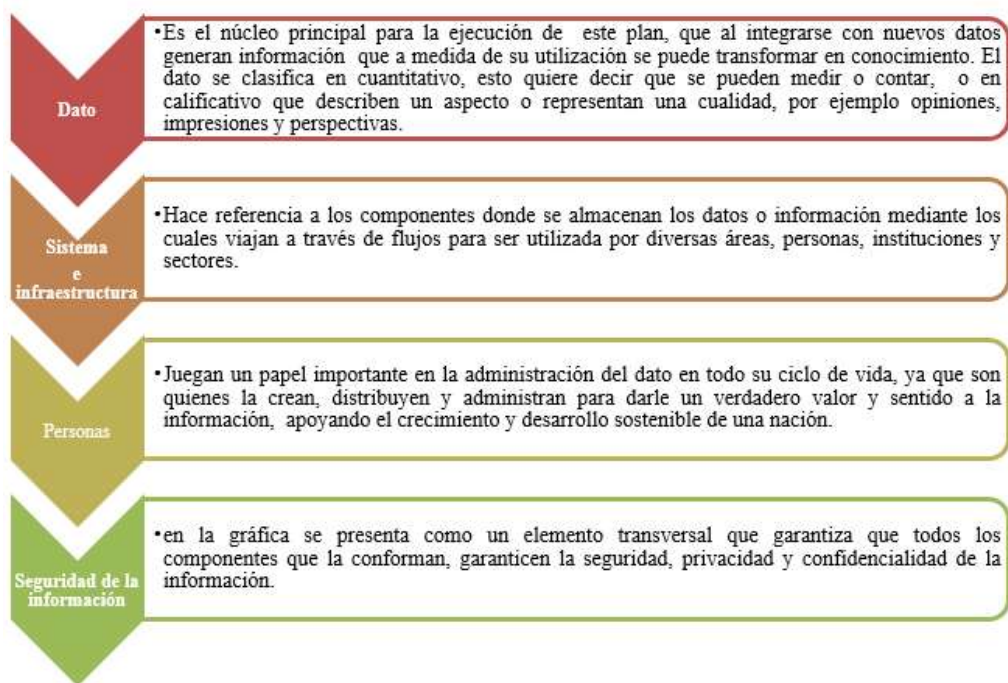 Dato
•Es el núcleo principal para la ejecución de este plan, que al integrarse con nuevos datos
generan información que a medida de su utilización se puede transformar en conocimiento. El
dato se clasifica en cuantitativo, esto quiere decir que se pueden medir o contar, o en
calificativo que describen un aspecto o representan una cualidad, por ejemplo opiniones,
impresiones y perspectivas.
Sistema
e
infraestructura
•Hace referencia a los componentes donde se almacenan los datos o información mediante los
cuales viajan a través de flujos para ser utilizada por diversas áreas, personas, instituciones y
sectores.
Personas
•Juegan un papel importante en la administración del dato en todo su ciclo de vida, ya que son
quienes la crean, distribuyen y administran para darle un verdadero valor y sentido a la
información, apoyando el crecimiento y desarrollo sostenible de una nación.
Seguridad de la
información
•en la gráfica se presenta como un elemento transversal que garantiza que todos los
componentes que la conforman, garanticen la seguridad, privacidad y confidencialidad de la
información.